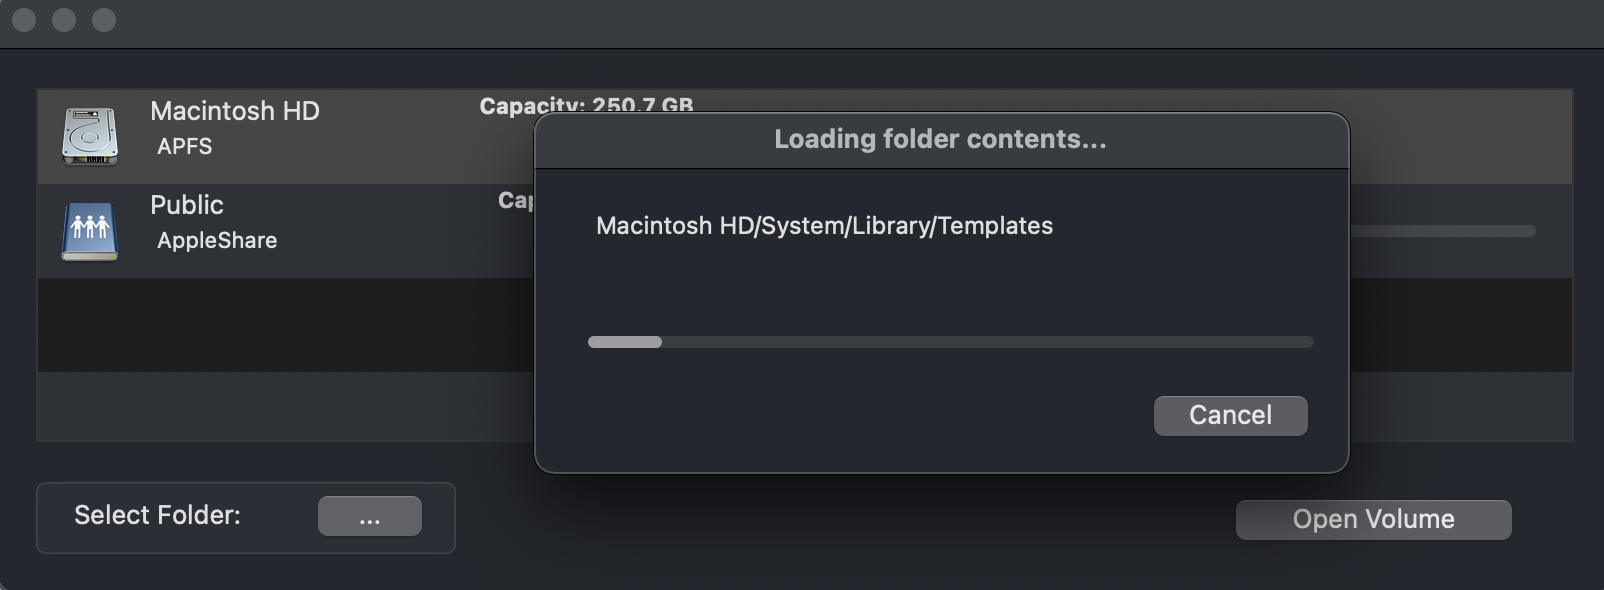 Macintosh HD
APFS
Capacity: 250.7 GB
Loading folder contents...
Public
AppleShare
Macintosh HD/System/Library/Templates
Cancel
Select Folder:
...
Open Volume